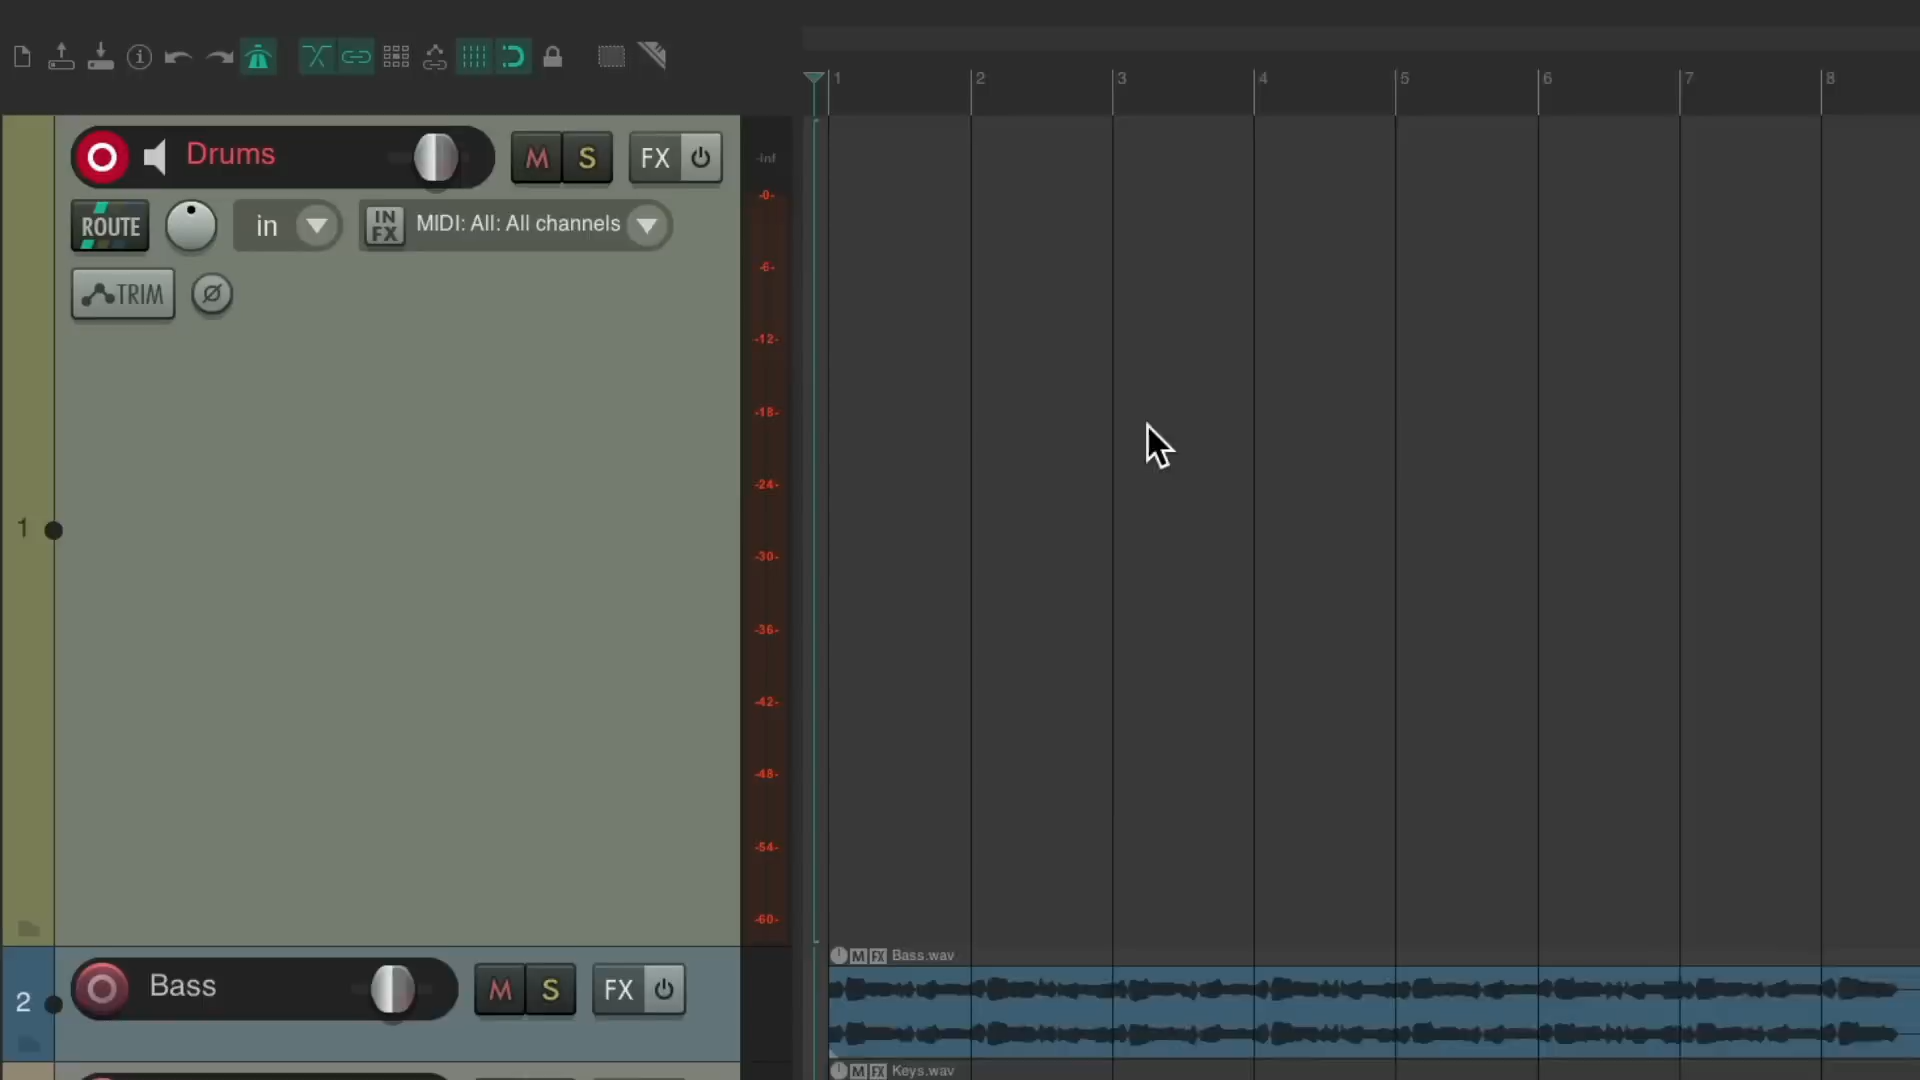 1 2 3 4 5 6 7 8
Drums M S FX
ROUTE in IN FX MIDI: All: All channels
TRIM
-inf
-0-
-6-
-12-
-18-
-24-
-30-
-36-
-42-
-48-
-54-
-60-
1
M FX Bass.wav
2 Bass M S FX
M FX Keys.wav